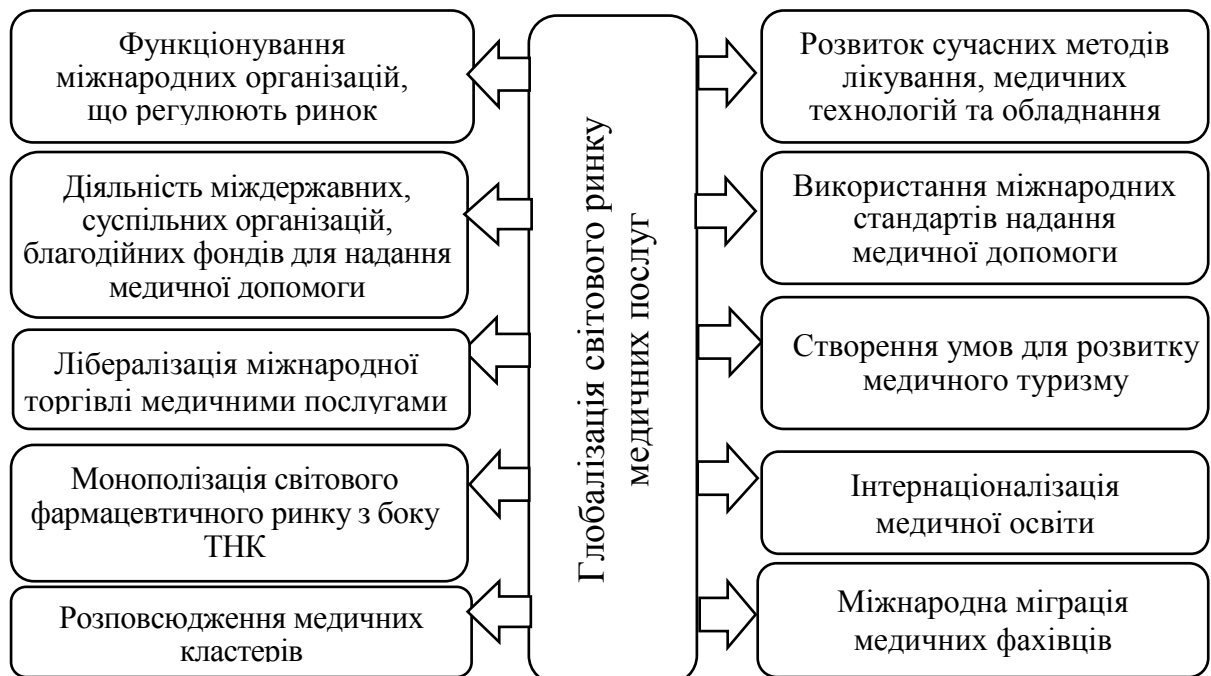 Функціонування
міжнародних організацій,
що регулюють ринок
Діяльність міждержавних,
суспільних організацій,
благодійних фондів для надання
медичної допомоги
Лібералізація міжнародної
торгівлі медичними послугами
Монополізація світового
фармацевтичного ринку з боку
ТНК
Розповсюдження медичних
кластерів
Глобалізація світового ринку
медичних послуг
Розвиток сучасних методів
лікування, медичних
технологій та обладнання
Використання міжнародних
стандартів надання
медичної допомоги
Створення умов для розвитку
медичного туризму
Інтернаціоналізація
медичної освіти
Міжнародна міграція
медичних фахівців